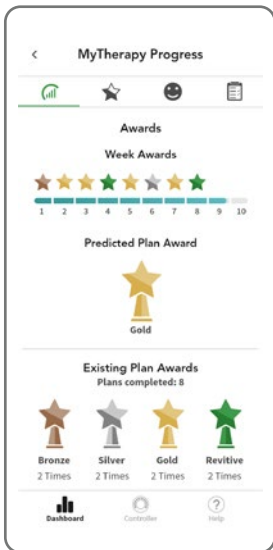 MyTherapy Progress
Awards
Week Awards
1 2 3 4 5 6 7 8 9 10
Predicted Plan Award
Gold
Existing Plan Awards
Plans completed: 8
Bronze Silver Gold Revitive
2 Times 2 Times 2 Times 2 Times
Dashboard Controller Help